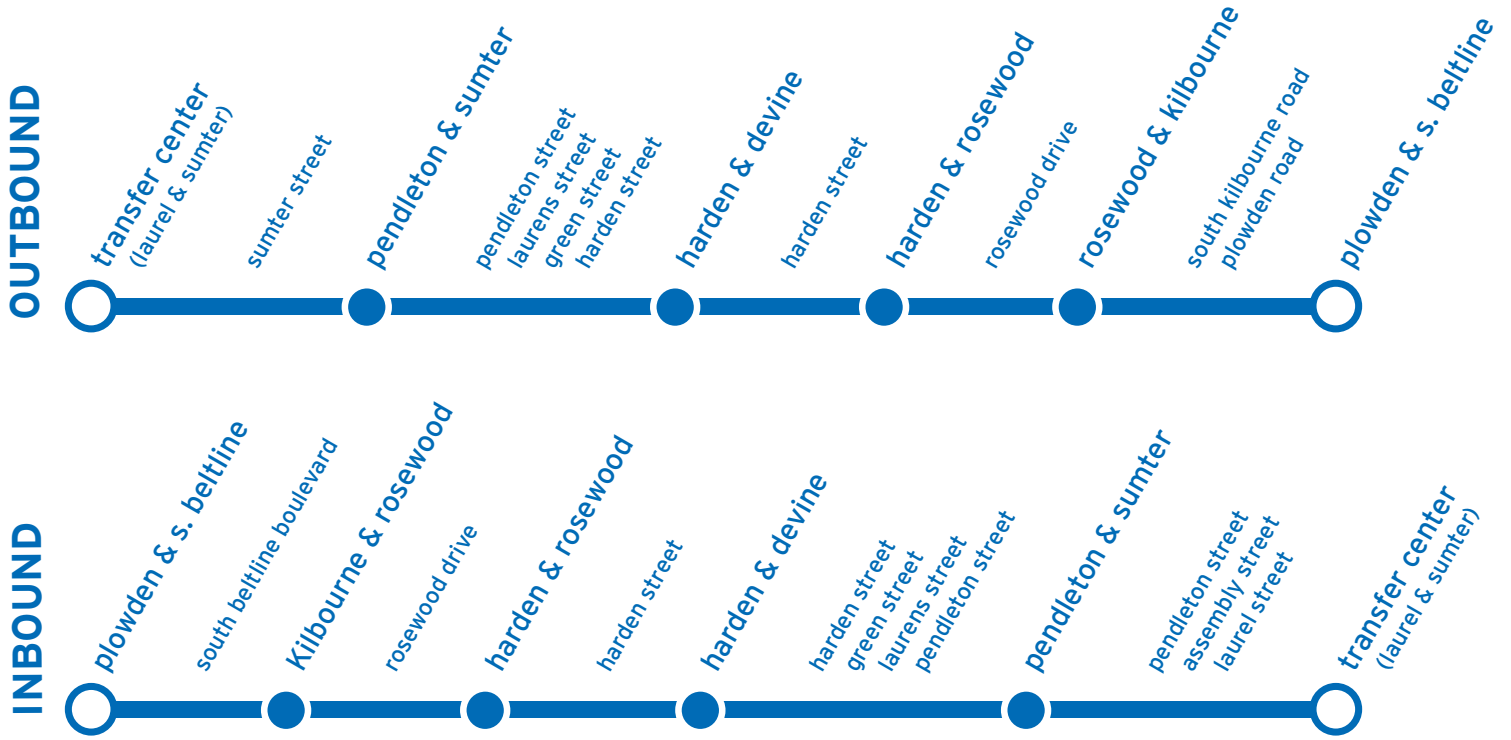 OUTBOUND
transfer center
(laurel & sumter)
sumter street
pendleton & sumter
pendleton street
laurens street
green street
harden street
harden & devine
harden street
harden & rosewood
rosewood drive
rosewood & kilbourne
south kilbourne road
plowden road
plowden & s. beltline
INBOUND
plowden & s. beltline
south beltline boulevard
Kilbourne & rosewood
rosewood drive
harden & rosewood
harden street
harden & devine
harden street
green street
laurens street
pendleton street
pendleton & sumter
pendleton street
assembly street
laurel street
transfer center
(laurel & sumter)